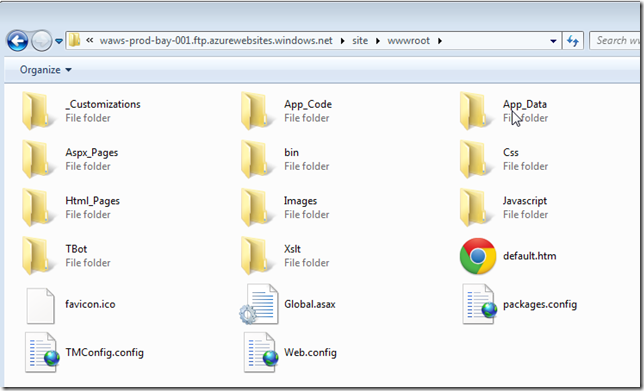 « waws-prod-bay-001.ftp.azurewebsites.windows.net ▸ site ▸ wwwroot ▸
Search ww
Organize
_Customizations
File folder
App_Code
File folder
App_Data
File folder
Aspx_Pages
File folder
bin
File folder
Css
File folder
Html_Pages
File folder
Images
File folder
Javascript
File folder
TBot
File folder
Xslt
File folder
default.htm
favicon.ico
Global.asax
packages.config
TMConfig.config
Web.config